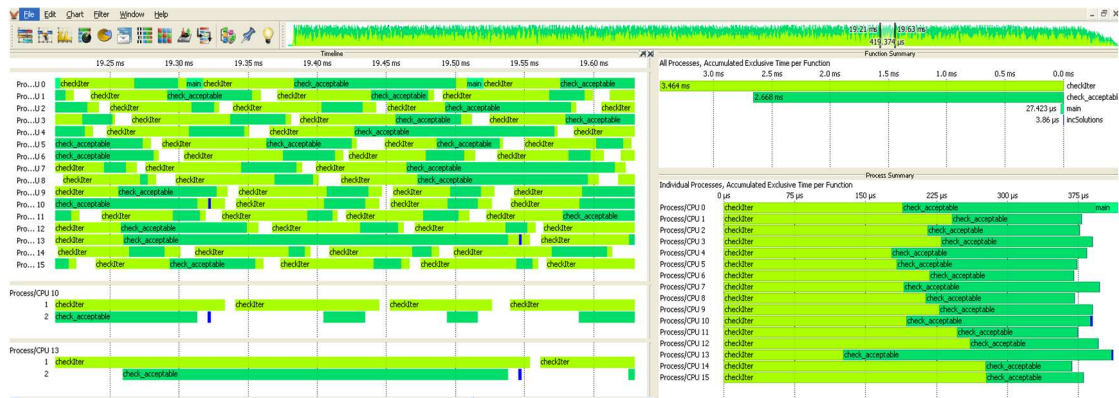 File Edit Chart Filter Window Help
19.21 ms 19.63 ms
419.374 µs
Timeline
19.25 ms 19.30 19.35 19.40 19.45 19.50 19.55 19.60
Pro...U 0 checkIter main checkIter check_acceptable main checkIter check_acceptable
Pro...U 1 checkIter check_acceptable checkIter check_acceptable checkIter
Pro...U 2 checkIter checkIter checkIter check_acceptable checkIter
Pro...U 3 checkIter checkIter check_acceptable checkIter check_acceptable
Pro...U 4 checkIter checkIter check_acceptable
Pro...U 5 check_acceptable checkIter check_acceptable check_acceptable checkIter
Pro...U 6 check_acceptable checkIter checkIter checkIter
Pro...U 7 checkIter checkIter checkIter check_acceptable
Pro...U 8 checkIter checkIter check_acceptable
Pro...U 9 checkIter check_acceptable checkIter check_acceptable checkIter
Pro... 10 check_acceptable checkIter checkIter checkIter
Pro... 11 checkIter checkIter checkIter check_acceptable
Pro... 12 checkIter check_acceptable checkIter checkIter checkIter
Pro... 13 checkIter check_acceptable checkIter
Pro... 14 checkIter checkIter checkIter checkIter
Pro... 15 checkIter check_acceptable checkIter checkIter checkIter
Process/CPU 10
1 checkIter checkIter checkIter checkIter
2 check_acceptable
Process/CPU 13
1 checkIter checkIter
2 check_acceptable
Function Summary
All Processes, Accumulated Exclusive Time per Function
3.0 ms 2.5 ms 2.0 ms 1.5 ms 1.0 ms 0.5 ms 0.0 ms
3.464 ms checkIter
2.668 ms check_acceptabl
27.423 µs main
3.86 µs incSolutions
Process Summary
Individual Processes, Accumulated Exclusive Time per Function
0 µs 75 µs 150 µs 225 µs 300 µs 375 µs
Process/CPU 0 checkIter check_acceptable main
Process/CPU 1 checkIter check_acceptable
Process/CPU 2 checkIter check_acceptable
Process/CPU 3 checkIter check_acceptable
Process/CPU 4 checkIter check_acceptable
Process/CPU 5 checkIter check_acceptable
Process/CPU 6 checkIter check_acceptable
Process/CPU 7 checkIter check_acceptable
Process/CPU 8 checkIter check_acceptable
Process/CPU 9 checkIter check_acceptable
Process/CPU 10 checkIter check_acceptable
Process/CPU 11 checkIter check_acceptable
Process/CPU 12 checkIter check_acceptable
Process/CPU 13 checkIter check_acceptable
Process/CPU 14 checkIter check_acceptable
Process/CPU 15 checkIter check_acceptable